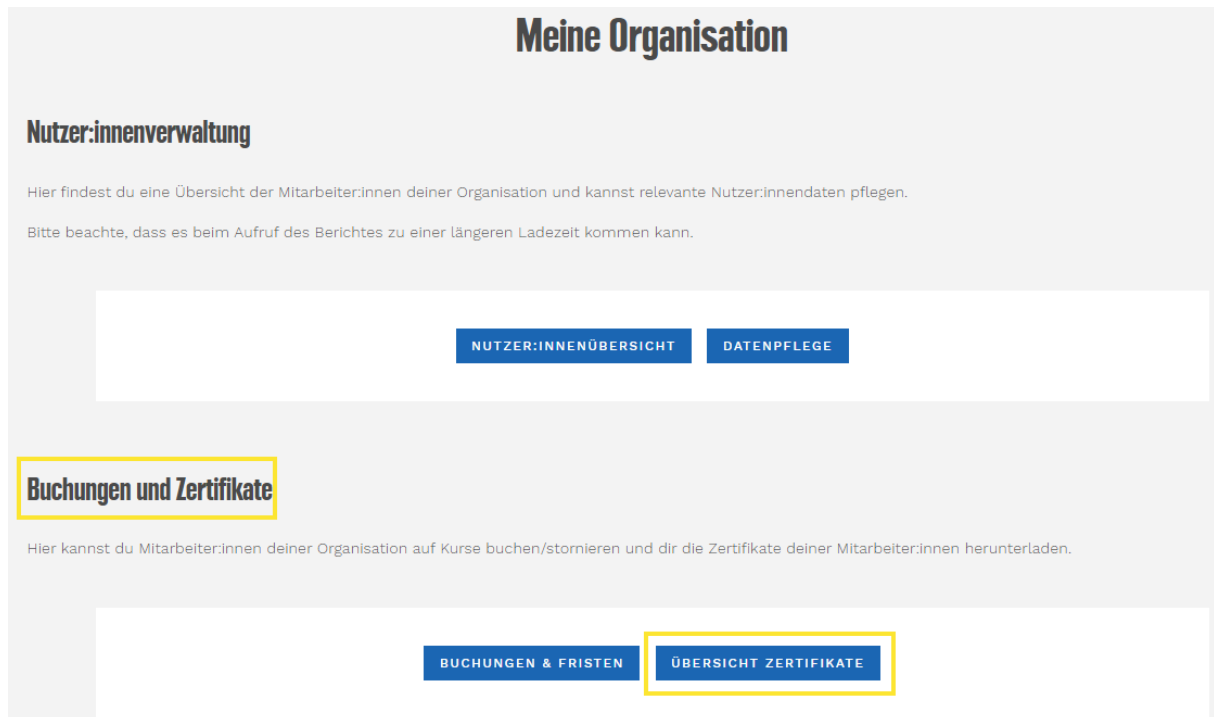 Meine Organisation
Nutzer:innenverwaltung
Hier findest du eine Übersicht der Mitarbeiter:innen deiner Organisation und kannst relevante Nutzer:innendaten pflegen.
Bitte beachte, dass es beim Aufruf des Berichtes zu einer längeren Ladezeit kommen kann.
NUTZER:INNENÜBERSICHT DATENPFLEGE
Buchungen und Zertifikate
Hier kannst du Mitarbeiter:innen deiner Organisation auf Kurse buchen/stornieren und dir die Zertifikate deiner Mitarbeiter:innen herunterladen.
BUCHUNGEN & FRISTEN ÜBERSICHT ZERTIFIKATE